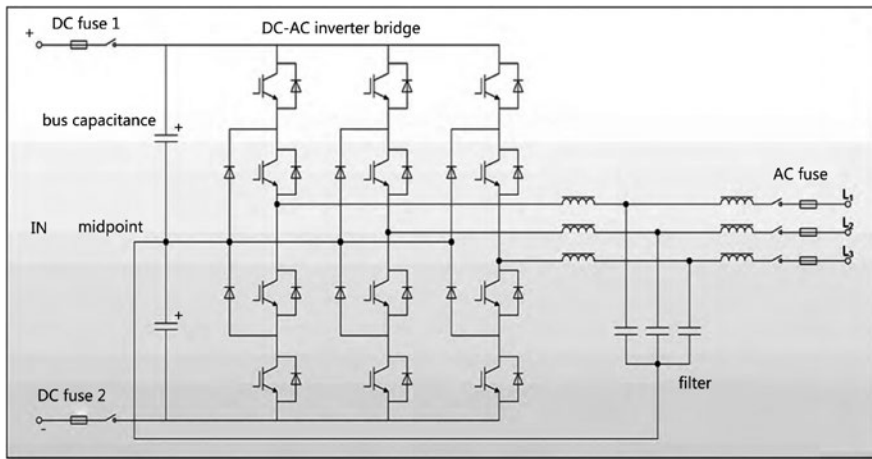 DC fuse 1
DC-AC inverter bridge
+
bus capacitance
+
AC fuse
L1
IN
midpoint
L2
L3
+
DC fuse 2
filter
-